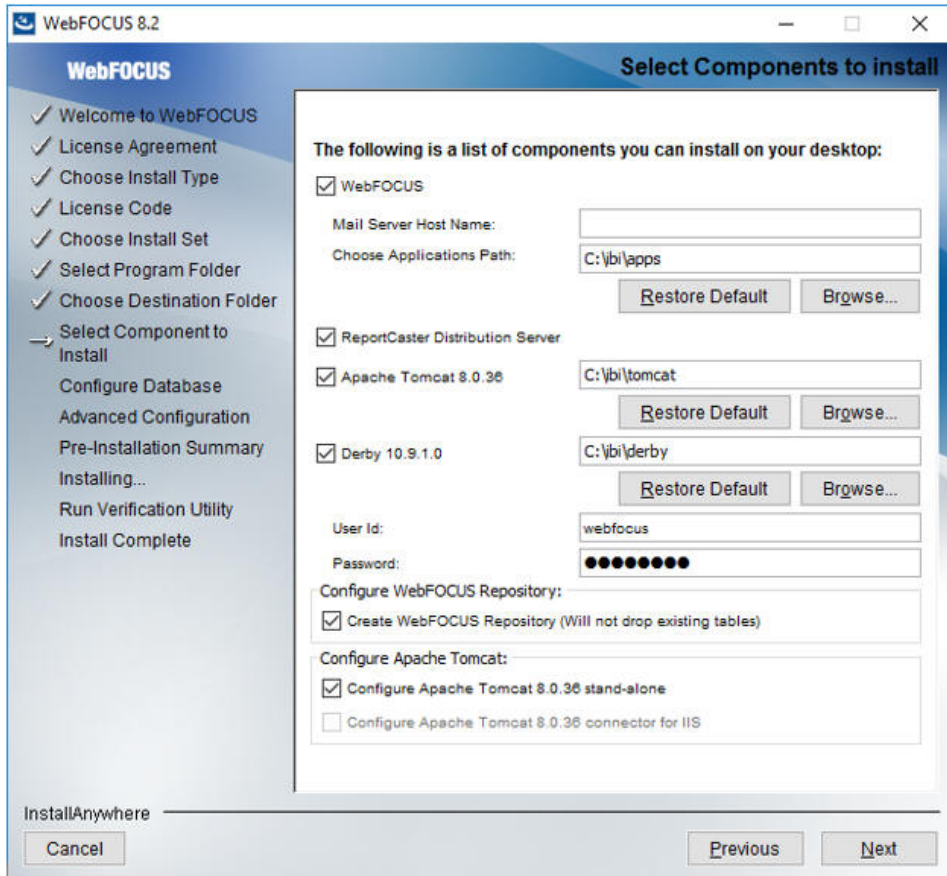 WebFOCUS 8.2
WebFOCUS
Select Components to install
Welcome to WebFOCUS
License Agreement
Choose Install Type
License Code
Choose Install Set
Select Program Folder
Choose Destination Folder
Select Component to
Install
Configure Database
Advanced Configuration
Pre-Installation Summary
Installing...
Run Verification Utility
Install Complete
The following is a list of components you can install on your desktop:
WebFOCUS
Mail Server Host Name:
Choose Applications Path: C:\ibi\apps
Restore Default Browse...
ReportCaster Distribution Server
Apache Tomcat 8.0.36 C:\ibi\tomcat
Restore Default Browse...
Derby 10.9.1.0 C:\ibi\derby
Restore Default Browse...
User Id: webfocus
Password: ●●●●●●●●
Configure WebFOCUS Repository:
Create WebFOCUS Repository (Will not drop existing tables)
Configure Apache Tomcat:
Configure Apache Tomcat 8.0.36 stand-alone
Configure Apache Tomcat 8.0.36 connector for IIS
InstallAnywhere
Cancel Previous Next